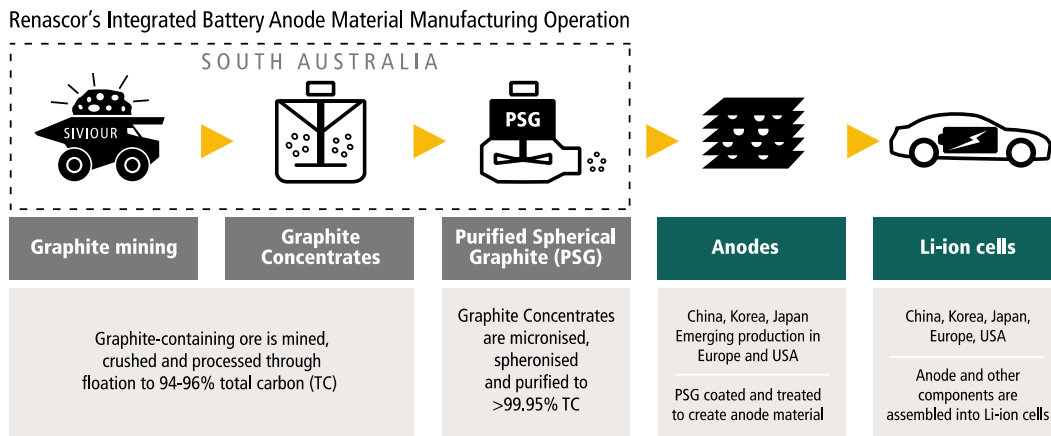 Renascor's Integrated Battery Anode Material Manufacturing Operation
SOUTH AUSTRALIA
SIVIOUR
PSG
Graphite mining
Graphite
Concentrates
Purified Spherical
Graphite (PSG)
Anodes
Li-ion cells
Graphite-containing ore is mined,
crushed and processed through
floation to 94-96% total carbon (TC)
Graphite Concentrates
are micronised,
spheronised
and purified to
>99.95% TC
China, Korea, Japan
Emerging production in
Europe and USA
PSG coated and treated
to create anode material
China, Korea, Japan,
Europe, USA
Anode and other
components are
assembled into Li-ion cells